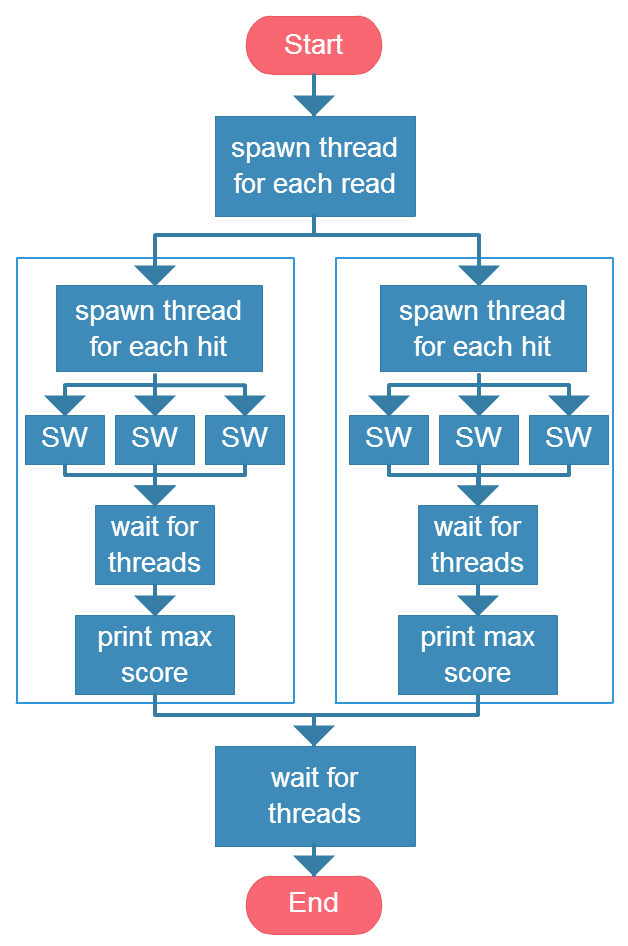 Start
spawn thread
for each read
spawn thread
for each hit
SW
SW
SW
wait for
threads
print max
score
spawn thread
for each hit
SW
SW
SW
wait for
threads
print max
score
wait for
threads
End